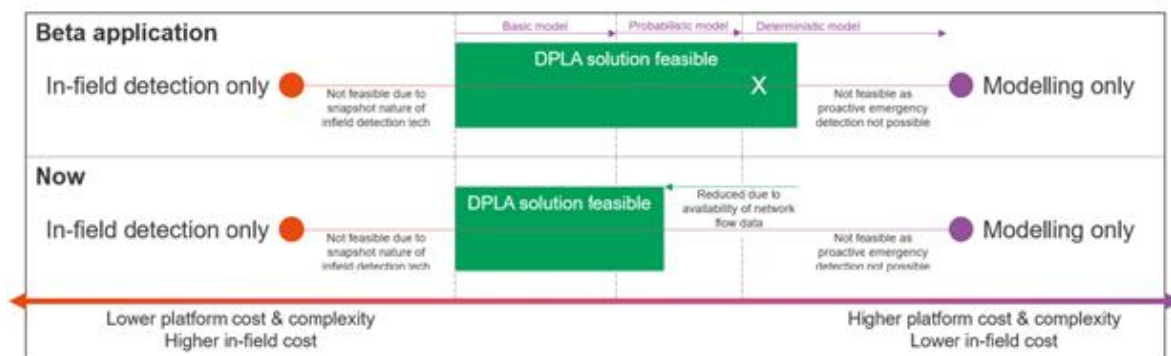 Beta application
Basic model
Probabilistic model
Deterministic model
DPLA solution feasible
In-field detection only
Not feasible due to
snapshot nature of
infield detection tech
X
Not feasible as
proactive emergency
detection not possible
Modelling only
Now
DPLA solution feasible
Reduced due to
availability of network
flow data
In-field detection only
Not feasible due to
snapshot nature of
infield detection tech
Not feasible as
proactive emergency
detection not possible
Modelling only
Lower platform cost & complexity
Higher in-field cost
Higher platform cost & complexity
Lower in-field cost